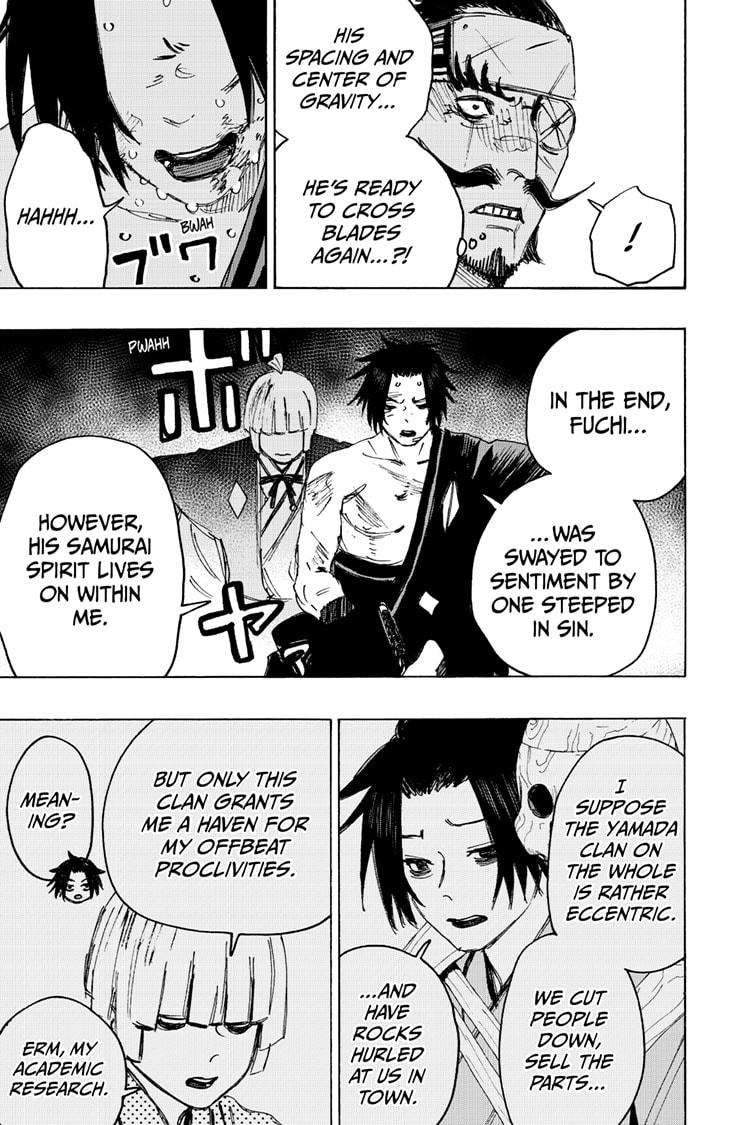 !
HIS
SPACING AND
CENTER OF
GRAVITY...
HE'S READY
TO CROSS
BLADES
AGAIN...?!
BWAH
ブワ
HAHHH...
IN THE END,
FUCHI...
...WAS
SWAYED TO
SENTIMENT BY
ONE STEEPED
IN SIN.
PWAHH
ボ
ャ
HOWEVER,
HIS SAMURAI
SPIRIT LIVES
ON WITHIN
ME.
I
SUPPOSE
THE YAMADA
CLAN ON
THE WHOLE
IS RATHER
ECCENTRIC.
WE CUT
PEOPLE
DOWN,
SELL THE
PARTS...
...AND
HAVE
ROCKS
HURLED
AT US IN
TOWN.
BUT ONLY THIS
CLAN GRANTS
ME A HAVEN FOR
MY OFFBEAT
PROCLIVITIES.
MEAN-
ING?
ERM, MY
ACADEMIC
RESEARCH.